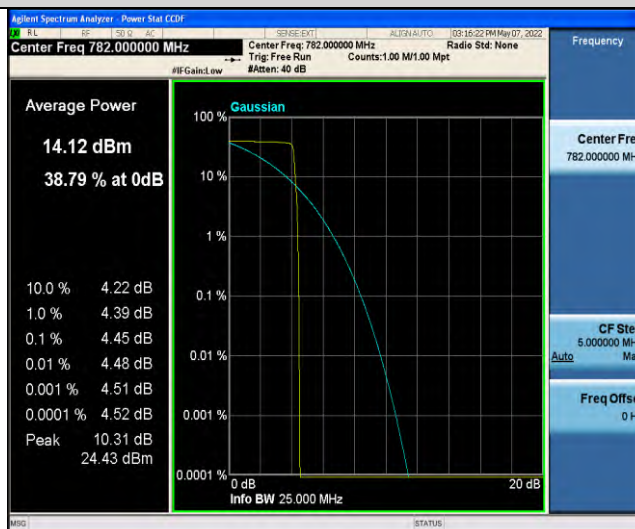 Agilent Spectrum Analyzer - Power Stat CCDF
RL RF 50 Ω AC SENSE:EXT ALIGNAUTO 03:16:22 PM May 07, 2022
Center Freq 782.000000 MHz
Center Freq: 782.000000 MHz Radio Std: None
Trig: Free Run Counts:1.00 M/1.00 Mpt
#IFGain:Low #Atten: 40 dB
Frequency
Average Power
14.12 dBm
38.79 % at 0dB
10.0 % 4.22 dB
1.0 % 4.39 dB
0.1 % 4.45 dB
0.01 % 4.48 dB
0.001 % 4.51 dB
0.0001 % 4.52 dB
Peak 10.31 dB
24.43 dBm
Gaussian
100 %
10 %
1 %
0.1 %
0.01 %
0.001 %
0.0001 %
0 dB 20 dB
Info BW 25.000 MHz
Center Fre
782.000000 MH
CF Ste
5.000000 MH
Auto Ma
Freq Offs
0 H
MSG STATUS